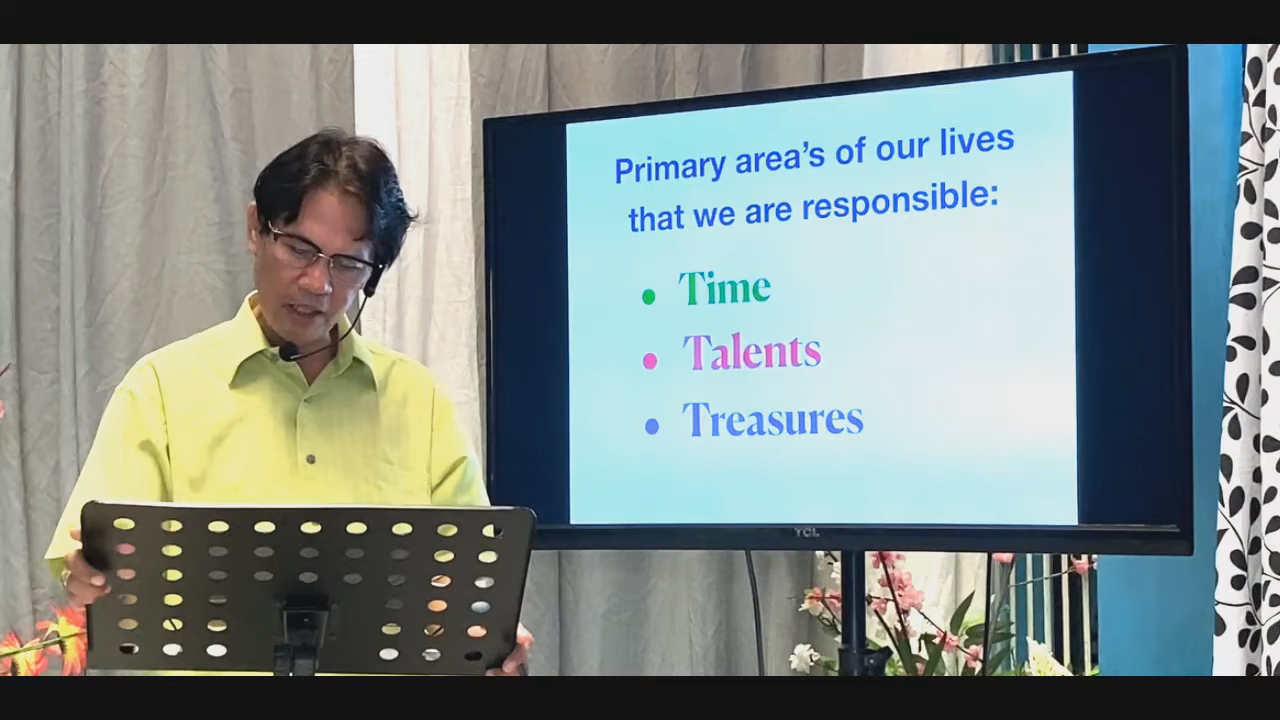 Primary area's of our lives
that we are responsible:
• Time
• Talents
• Treasures
TCL